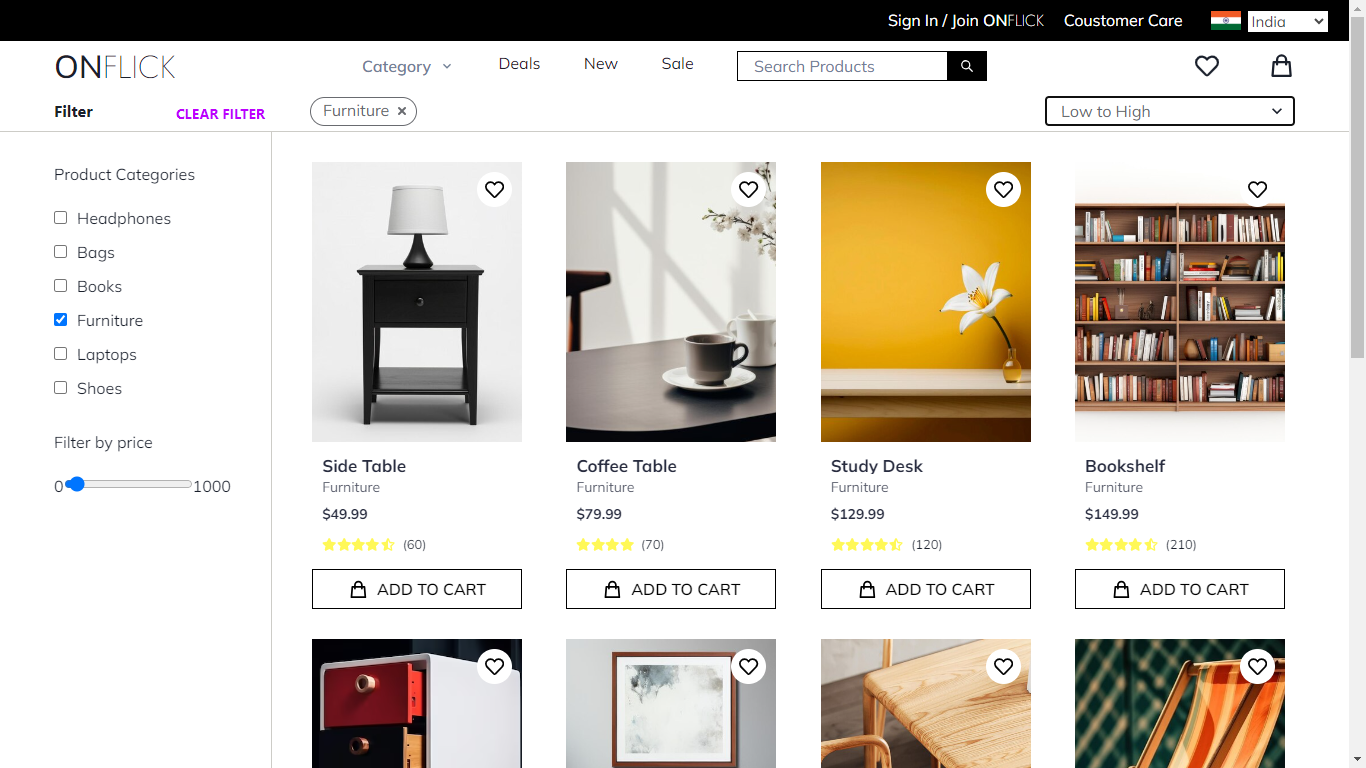 Sign In / Join ONFLICK Coustomer Care India
ONFLICK Category Deals New Sale Search Products
Filter CLEAR FILTER Furniture × Low to High
Product Categories
Headphones
Bags
Books
Furniture
Laptops
Shoes
Filter by price
0 1000
Side Table Coffee Table Study Desk Bookshelf
Furniture Furniture Furniture Furniture
$49.99 $79.99 $129.99 $149.99
(60) (70) (120) (210)
ADD TO CART ADD TO CART ADD TO CART ADD TO CART